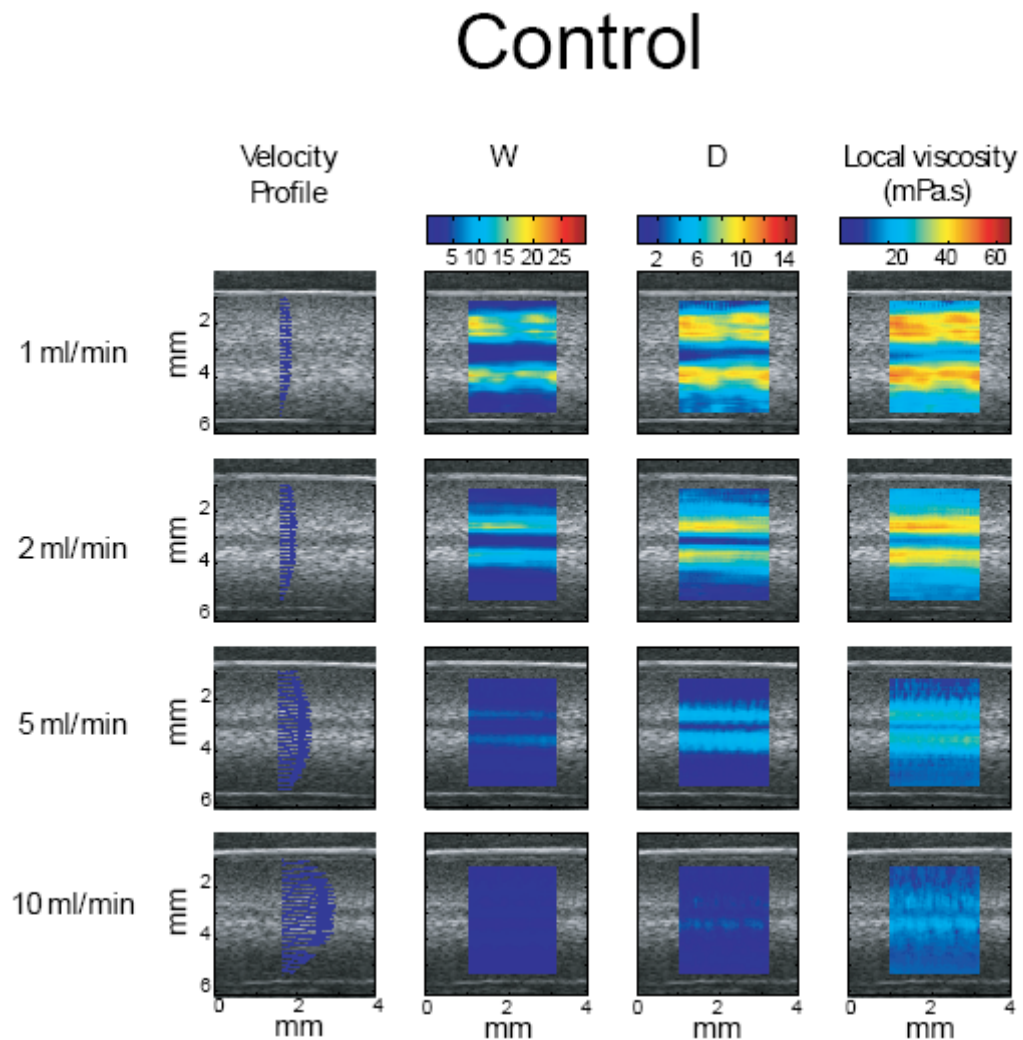 Control
Velocity Profile W D Local viscosity (mPa.s)
5 10 15 20 25 2 6 10 14 20 40 60
1 ml/min mm 2 4 6
2 ml/min mm 2 4 6
5 ml/min mm 2 4 6
10 ml/min mm 2 4 6
0 2 4 0 2 4 0 2 4 0 2 4
mm mm mm mm